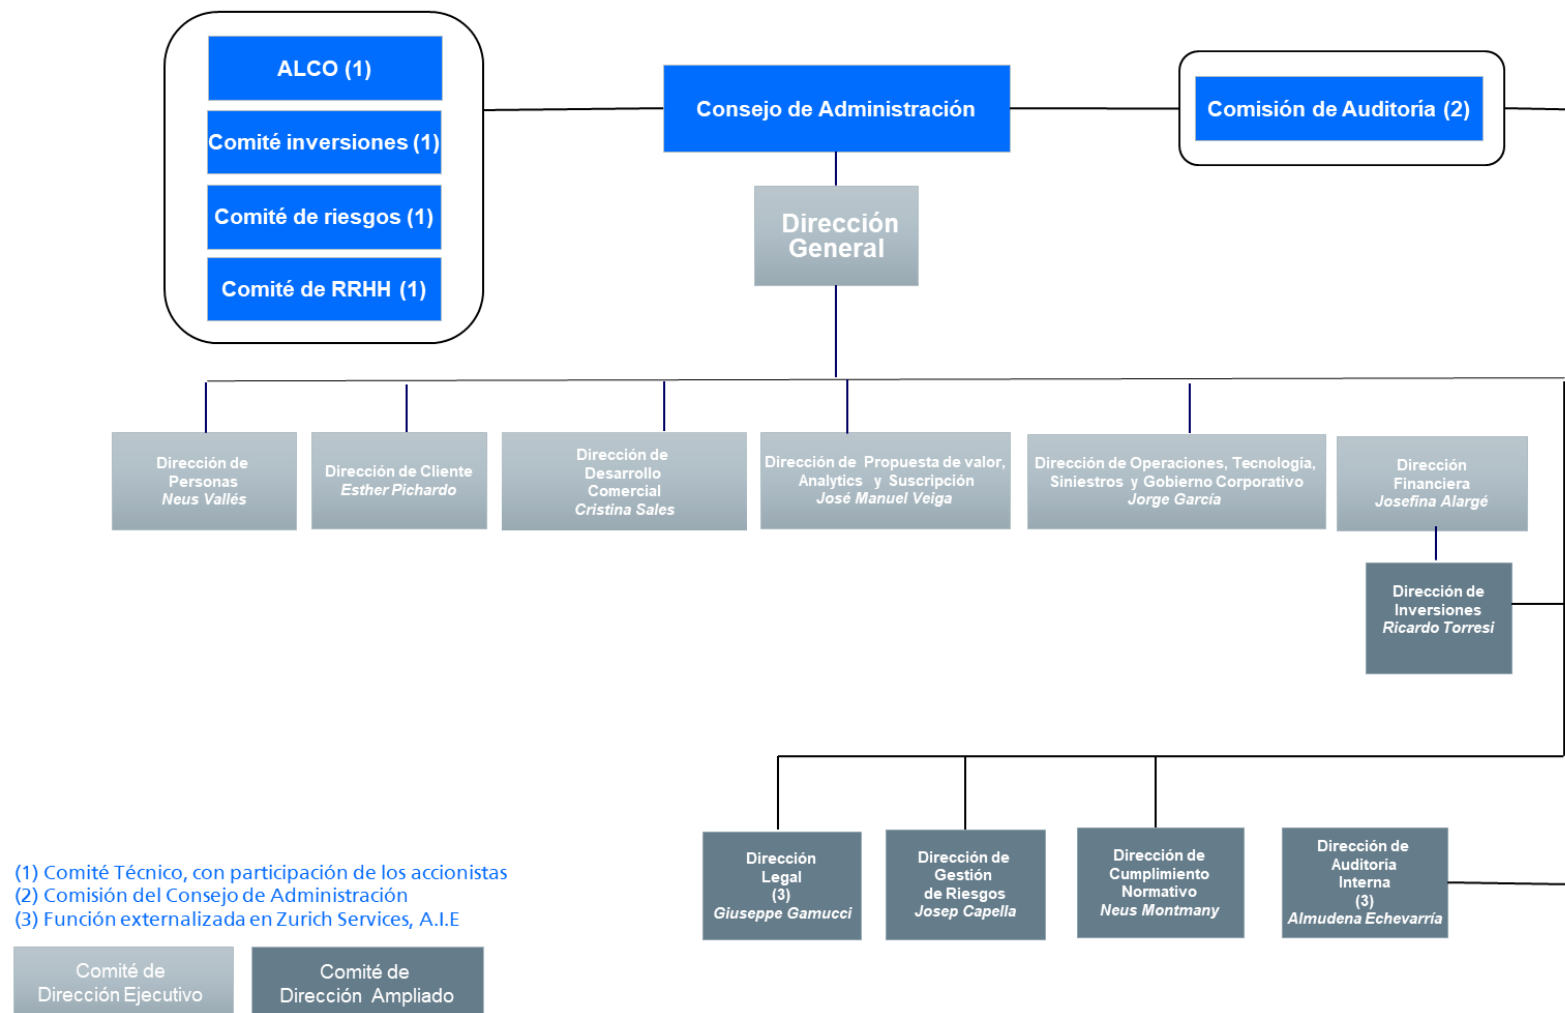 ALCO (1)
Comité inversiones (1)
Comité de riesgos (1)
Comité de RRHH (1)
Consejo de Administración
Comisión de Auditoría (2)
Dirección
General
Dirección de
Personas
Neus Vallés
Dirección de Cliente
Esther Pichardo
Dirección de
Desarrollo
Comercial
Cristina Sales
Dirección de Propuesta de valor,
Analytics y Suscripción
José Manuel Veiga
Dirección de Operaciones, Tecnologia,
Siniestros y Gobierno Corporativo
Jorge García
Dirección
Financiera
Josefina Alargé
Dirección de
Inversiones
Ricardo Torresi
Dirección
Legal
(3)
Giuseppe Gamucci
Dirección de
Gestión
de Riesgos
Josep Capella
Dirección de
Cumplimiento
Normativo
Neus Montmany
Dirección de
Auditoría
Interna
(3)
Almudena Echevarría
(1) Comité Técnico, con participación de los accionistas
(2) Comisión del Consejo de Administración
(3) Función externalizada en Zurich Services, A.I.E
Comité de
Dirección Ejecutivo
Comité de
Dirección Ampliado